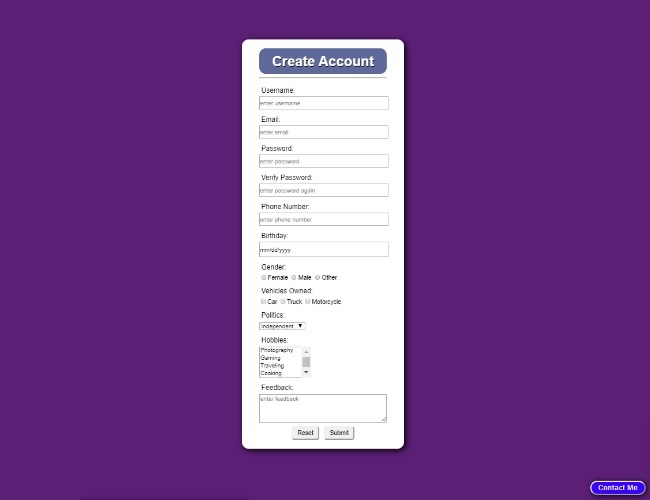 Create Account
Username:
enter username
Email:
enter email
Password:
enter password
Verify Password:
enter password again
Phone Number:
enter phone number
Birthday:
mm/dd/yyyy
Gender:
Female Male Other
Vehicles Owned:
Car Truck Motorcycle
Politics:
Independent
Hobbies:
Photography
Gaming
Traveling
Cooking
Feedback:
enter feedback
Reset Submit
Contact Me